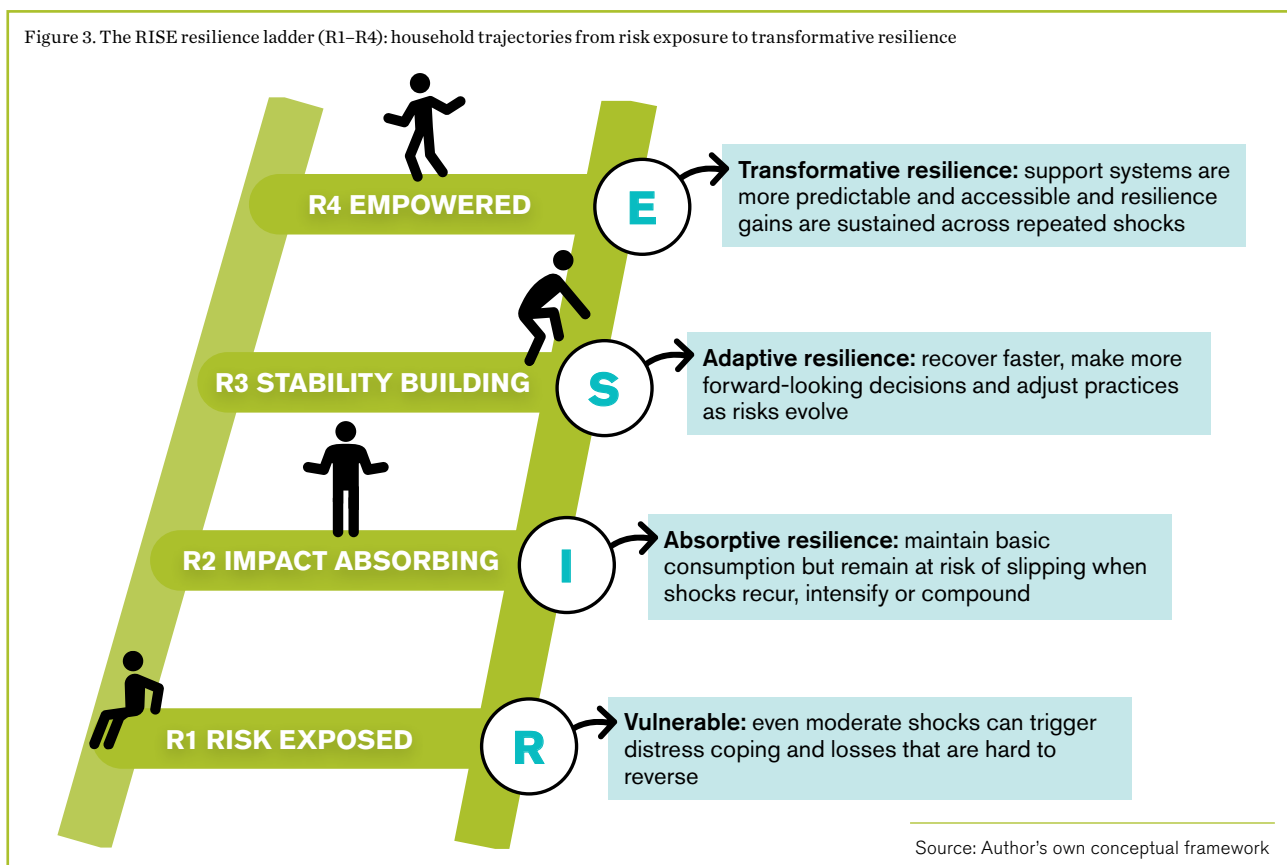 Figure 3. The RISE resilience ladder (R1–R4): household trajectories from risk exposure to transformative resilience
R4 EMPOWERED
E
Transformative resilience: support systems are
more predictable and accessible and resilience
gains are sustained across repeated shocks
R3 STABILITY BUILDING
S
Adaptive resilience: recover faster, make more
forward-looking decisions and adjust practices
as risks evolve
R2 IMPACT ABSORBING
I
Absorptive resilience: maintain basic
consumption but remain at risk of slipping when
shocks recur, intensify or compound
R1 RISK EXPOSED
R
Vulnerable: even moderate shocks can trigger
distress coping and losses that are hard to
reverse
Source: Author's own conceptual framework